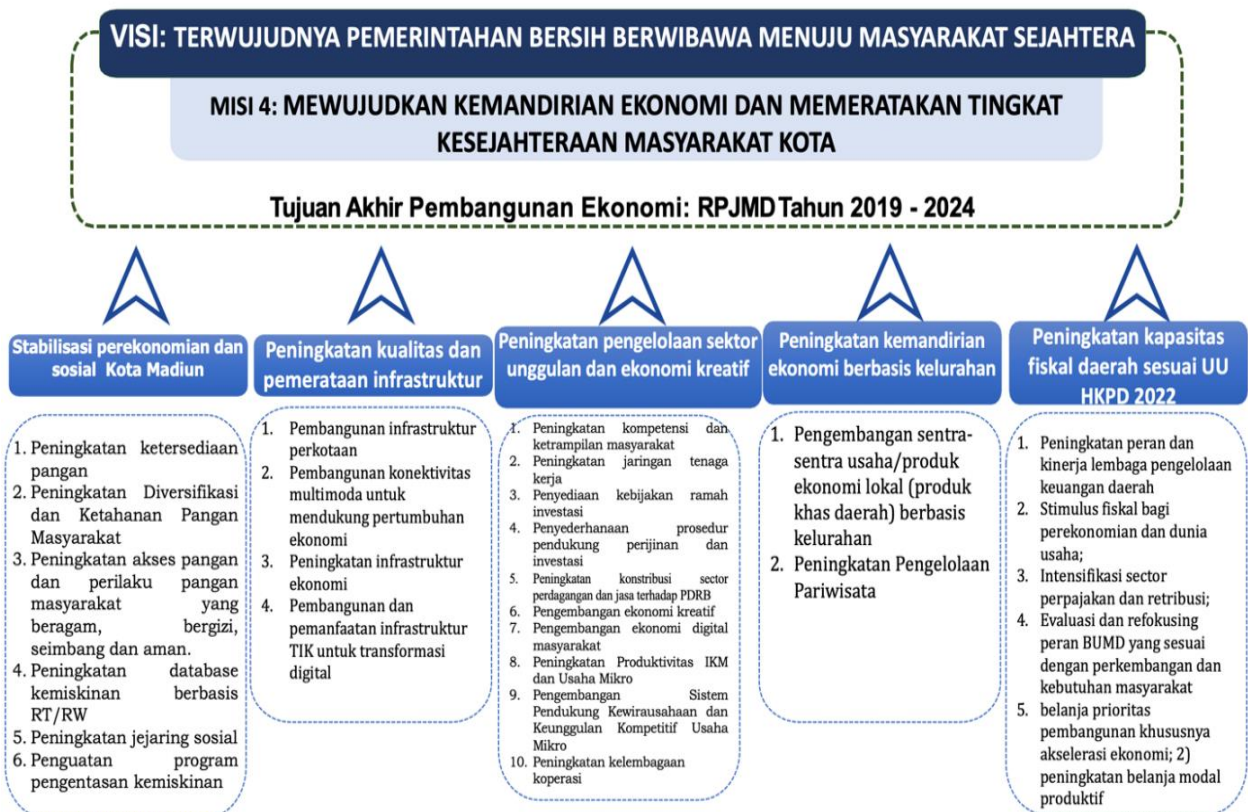 VISI: TERWUJUDNYA PEMERINTAHAN BERSIH BERWIBAWA MENUJU MASYARAKAT SEJAHTERA
MISI 4: MEWUJUDKAN KEMANDIRIAN EKONOMI DAN MEMERATAKAN TINGKAT
KESEJAHTERAAN MASYARAKAT KOTA
Tujuan Akhir Pembangunan Ekonomi: RPJMD Tahun 2019 - 2024
Stabilisasi perekonomian dan
sosial Kota Madiun
1. Peningkatan ketersediaan
pangan
2. Peningkatan Diversifikasi
dan Ketahanan Pangan
Masyarakat
3. Peningkatan akses pangan
dan perilaku pangan
masyarakat yang
beragam, bergizi,
seimbang dan aman.
4. Peningkatan database
kemiskinan berbasis
RT/RW
5. Peningkatan jejaring sosial
6. Penguatan program
pengentasan kemiskinan
Peningkatan kualitas dan
pemerataan infrastruktur
1. Pembangunan infrastruktur
perkotaan
2. Pembangunan konektivitas
multimoda untuk
mendukung pertumbuhan
ekonomi
3. Peningkatan infrastruktur
ekonomi
4. Pembangunan dan
pemanfaatan infrastruktur
TIK untuk transformasi
digital
Peningkatan pengelolaan sektor
unggulan dan ekonomi kreatif
1. Peningkatan kompetensi dan
ketrampilan masyarakat
2. Peningkatan jaringan tenaga
kerja
3. Penyediaan kebijakan ramah
investasi
4. Penyederhanaan prosedur
pendukung perijinan dan
investasi
5. Peningkatan konstribusi sector
perdagangan dan jasa terhadap PDRB
6. Pengembangan ekonomi kreatif
7. Pengembangan ekonomi digital
masyarakat
8. Peningkatan Produktivitas IKM
dan Usaha Mikro
9. Pengembangan Sistem
Pendukung Kewirausahaan dan
Keunggulan Kompetitif Usaha
Mikro
10. Peningkatan kelembagaan
koperasi
Peningkatan kemandirian
ekonomi berbasis kelurahan
1. Pengembangan sentra-
sentra usaha/produk
ekonomi lokal (produk
khas daerah) berbasis
kelurahan
2. Peningkatan Pengelolaan
Pariwisata
Peningkatan kapasitas
fiskal daerah sesuai UU
HKPD 2022
1. Peningkatan peran dan
kinerja lembaga pengelolaan
keuangan daerah
2. Stimulus fiskal bagi
perekonomian dan dunia
usaha;
3. Intensifikasi sector
perpajakan dan retribusi;
4. Evaluasi dan refokusing
peran BUMD yang sesuai
dengan perkembangan dan
kebutuhan masyarakat
5. belanja prioritas
pembangunan khususnya
akselerasi ekonomi; 2)
peningkatan belanja modal
produktif